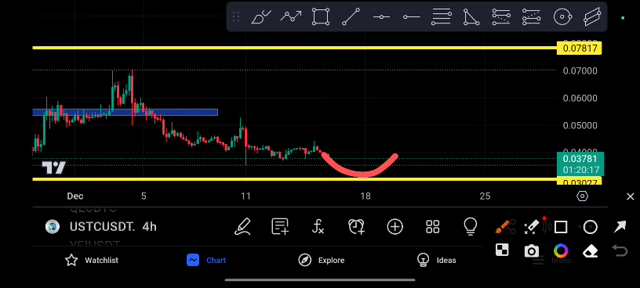 0.07817
0.07000
0.06000
0.05000
0.04000
0.03781
01:20:17
0.03027
Dec
5
11
18
25
USTCUSDT. 4h
Watchlist
Chart
Explore
Ideas
Menu